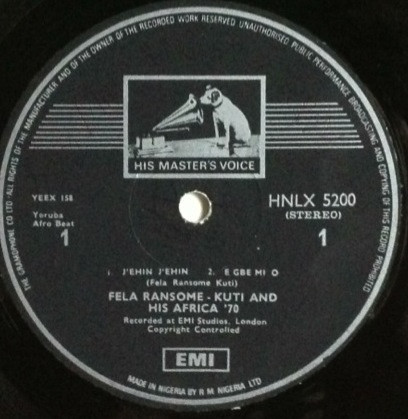 THE GRAMOPHONE CO LTD · ALL RIGHTS OF THE MANUFACTURER AND OF THE OWNER OF THE RECORDED WORK RESERVED UNAUTHORISED PUBLIC PERFORMANCE BROADCASTING AND COPYING OF THIS RECORD PROHIBITED
HIS MASTER'S VOICE
YEEX 158
HNLX 5200
(STEREO)
Yoruba
Afro Beat
1
1
1. J'EHIN J'EHIN 2. E GBE MI O
(Fela Ransome Kuti)
FELA RANSOME - KUTI AND
HIS AFRICA '70
Recorded at EMI Studios, London
Copyright Controlled
EMI
MADE IN NIGERIA BY R.M. NIGERIA LTD